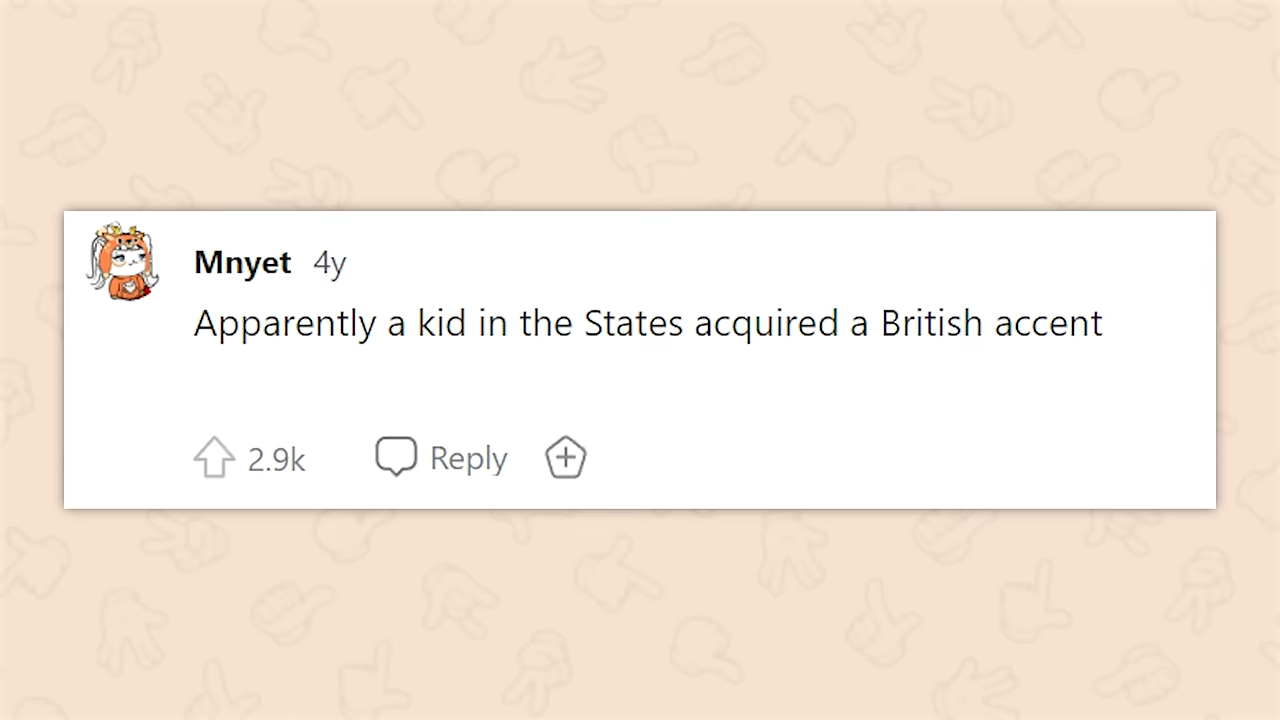 Mnyet 4y
Apparently a kid in the States acquired a British accent
2.9k Reply